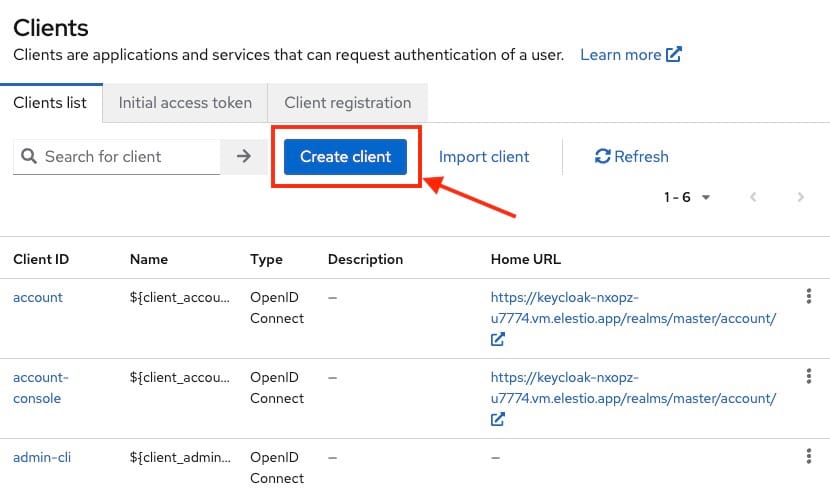 Clients
Clients are applications and services that can request authentication of a user. Learn more
Clients list Initial access token Client registration
Search for client Create client Import client Refresh
1 - 6
Client ID Name Type Description Home URL
account ${client_accou... OpenID – https://keycloak-nxopz-
Connect u7774.vm.elestio.app/realms/master/account/
account- ${client_accou... OpenID – https://keycloak-nxopz-
console Connect u7774.vm.elestio.app/realms/master/account/
admin-cli ${client_admin... OpenID – –
Connect